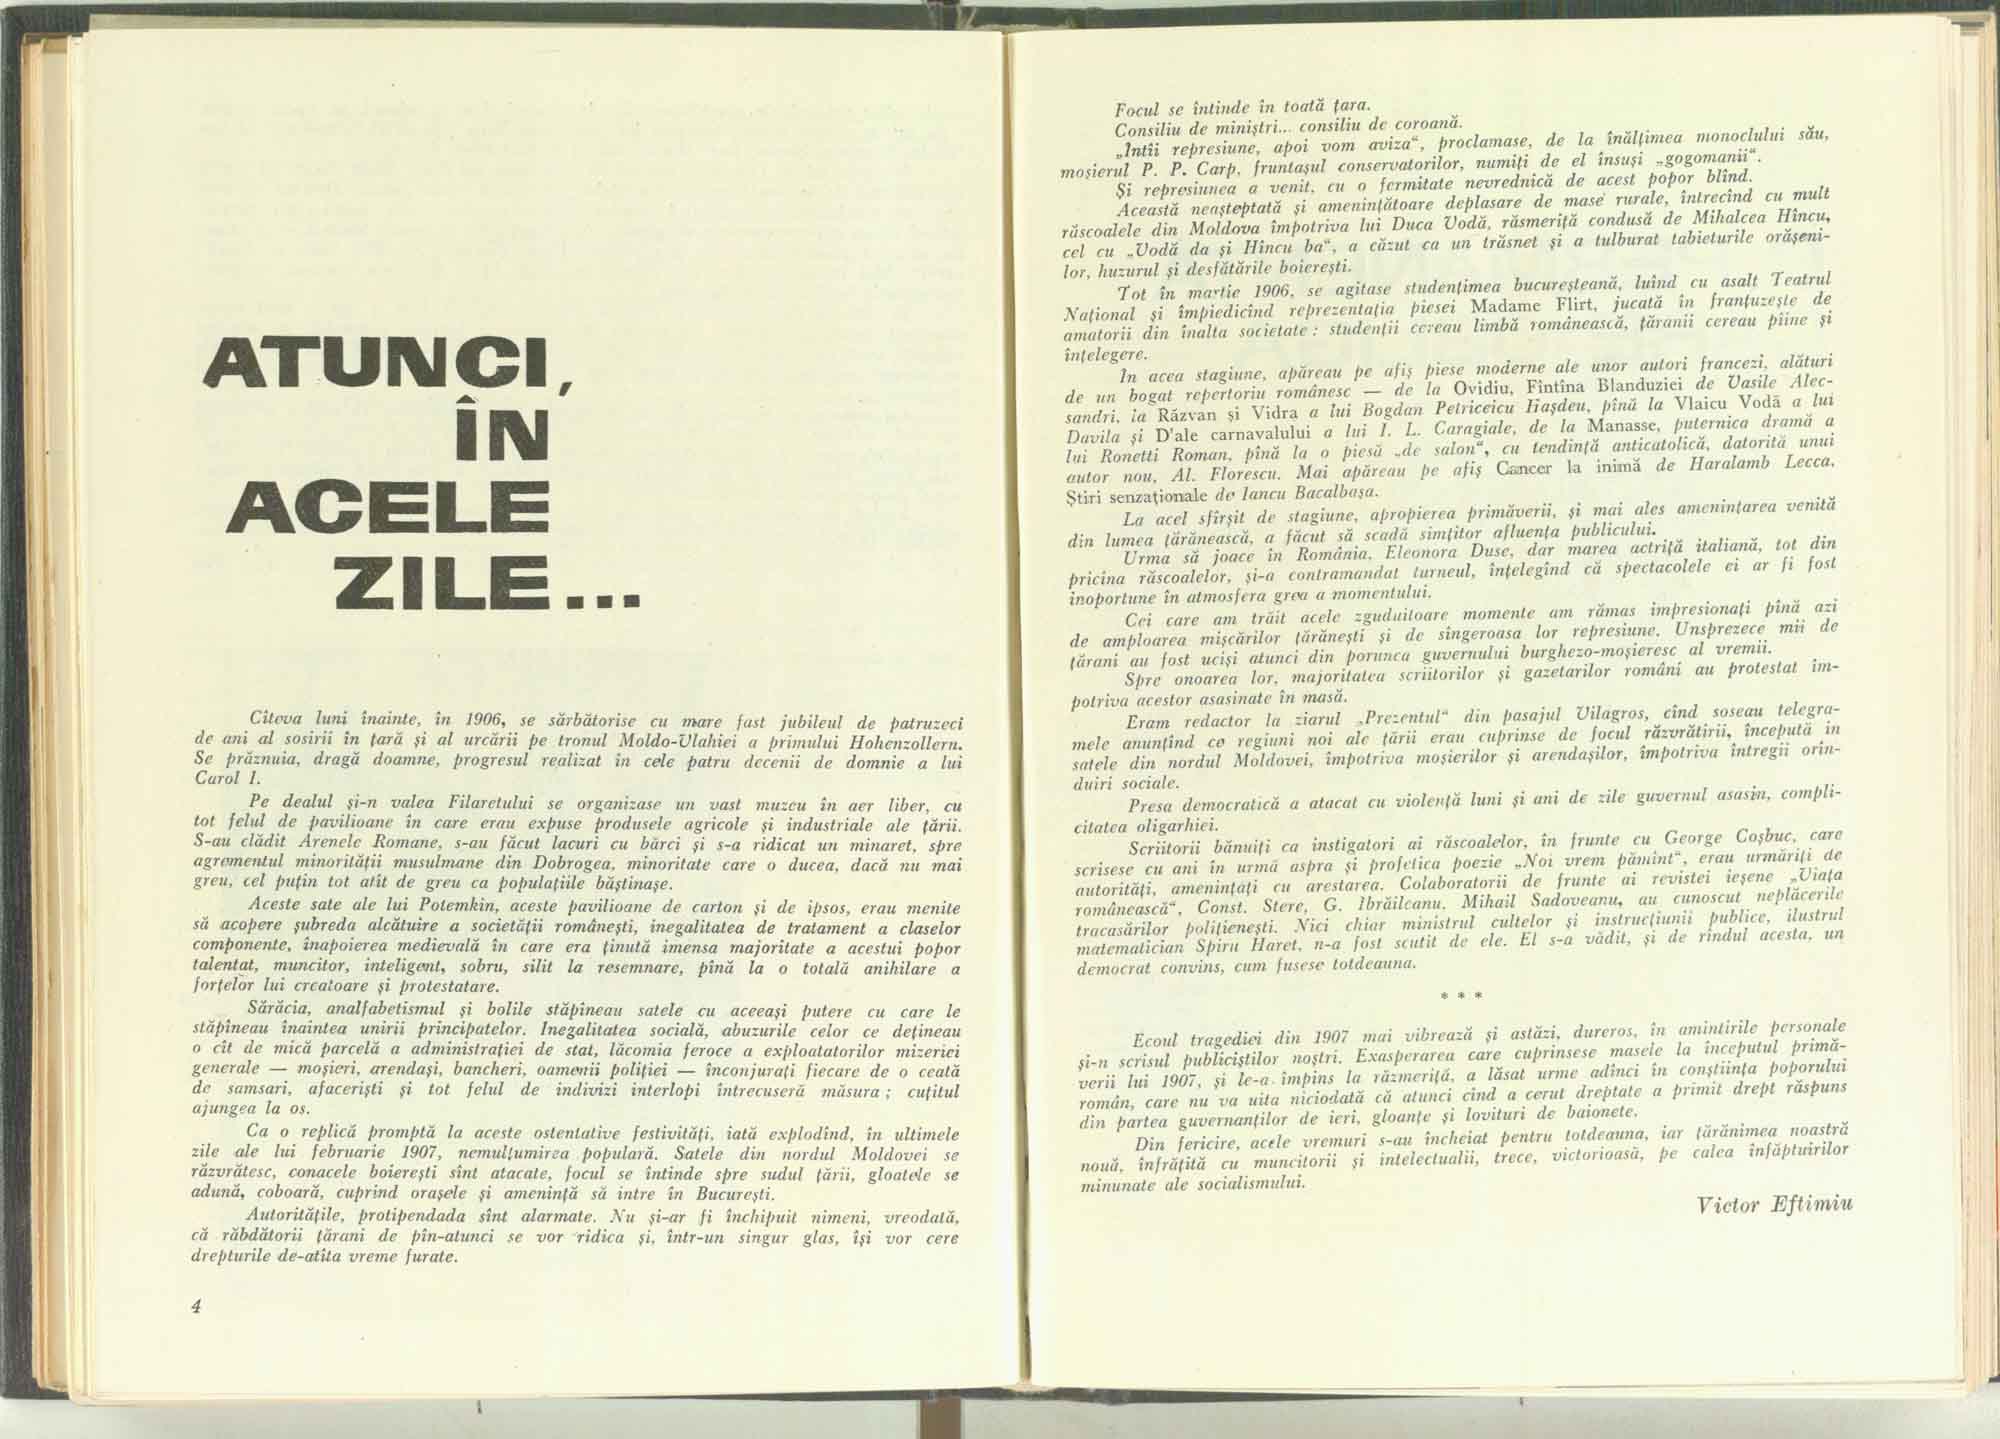 ATUNCI,
ÎN
ACELE
ZILE...
Cîteva luni înainte, în 1906, se sărbătorise cu mare fast jubileul de patruzeci
de ani al sosirii în țară și al urcării pe tronul Moldo-Vlahiei a primului Hohenzollern.
Se prăznuia, dragă doamne, progresul realizat în cele patru decenii de domnie a lui
Carol I.
Pe dealul și-n valea Filaretului se organizase un vast muzeu în aer liber, cu
tot felul de pavilioane în care erau expuse produsele agricole și industriale ale țării.
S-au clădit Arenele Romane, s-au făcut lacuri cu bărci și s-a ridicat un minaret, spre
agrementul minorității musulmane din Dobrogea, minoritate care o ducea, dacă nu mai
greu, cel puțin tot atît de greu ca populațiile băștinașe.
Aceste sate ale lui Potemkin, aceste pavilioane de carton și de ipsos, erau menite
să acopere șubreda alcătuire a societății românești, inegalitatea de tratament a claselor
componente, înapoierea medievală în care era ținută imensa majoritate a acestui popor
talentat, muncitor, inteligent, sobru, silit la resemnare, pînă la o totală anihilare a
forțelor lui creatoare și protestatare.
Sărăcia, analfabetismul și bolile stăpîneau satele cu aceeași putere cu care le
stăpîneau înaintea unirii principatelor. Inegalitatea socială, abuzurile celor ce dețineau
o cît de mică parcelă a administrației de stat, lăcomia feroce a exploatatorilor mizeriei
generale — moșieri, arendași, bancheri, oamenii poliției — înconjurați fiecare de o ceată
de samsari, afaceriști și tot felul de indivizi interlopi întrecuseră măsura ; cuțitul
ajungea la os.
Ca o replică promptă la aceste ostentative festivități, iată explodînd, în ultimele
zile ale lui februarie 1907, nemulțumirea populară. Satele din nordul Moldovei se
răzvrătesc, conacele boierești sînt atacate, focul se întinde spre sudul țării, gloatele se
adună, coboară, cuprind orașele și amenință să intre în București.
Autoritățile, protipendada sînt alarmate. Nu și-ar fi închipuit nimeni, vreodată,
că răbdătorii țărani de pîn-atunci se vor ridica și, într-un singur glas, își vor cere
drepturile de-atîta vreme furate.
4
Focul se întinde în toată țara.
Consiliu de miniștri... consiliu de coroană.
„Intîi represiune, apoi vom aviza“, proclamase, de la înălțimea monoclului său,
moșierul P. P. Carp, fruntașul conservatorilor, numiți de el însuși „gogomanii“.
Și represiunea a venit, cu o fermitate nevrednică de acest popor blînd.
Această neașteptată și amenințătoare deplasare de mase rurale, întrecînd cu mult
răscoalele din Moldova împotriva lui Duca Vodă, răsmeriță condusă de Mihalcea Hîncu,
cel cu „Vodă da și Hîncu ba“, a căzut ca un trăsnet și a tulburat tabieturile orășeni-
lor, huzurul și desfătările boierești.
Tot în martie 1906, se agitase studențimea bucureșteană, luînd cu asalt Teatrul
Național și împiedicînd reprezentația piesei Madame Flirt, jucată în franțuzește de
amatorii din înalta societate : studenții cereau limbă românească, țăranii cereau pîine și
înțelegere.
In acea stagiune, apăreau pe afiș piese moderne ale unor autori francezi, alături
de un bogat repertoriu românesc — de la Ovidiu, Fîntîna Blanduziei de Vasile Alec-
sandri, la Răzvan și Vidra a lui Bogdan Petriceicu Hașdeu, pînă la Vlaicu Vodă a lui
Davila și D'ale carnavalului a lui I. L. Caragiale, de la Manasse, puternica dramă a
lui Ronetti Roman, pînă la o piesă „de salon“, cu tendință anticatolică, datorită unui
autor nou, Al. Florescu. Mai apăreau pe afiș Cancer la inimă de Haralamb Lecca,
Știri senzaționale de Iancu Bacalbașa.
La acel sfîrșit de stagiune, apropierea primăverii, și mai ales amenințarea venită
din lumea țărănească, a făcut să scadă simțitor afluența publicului.
Urma să joace în România, Eleonora Duse, dar marea actriță italiană, tot din
pricina răscoalelor, și-a contramandat turneul, înțelegînd că spectacolele ei ar fi fost
inoportune în atmosfera grea a momentului.
Cei care am trăit acele zguduitoare momente am rămas impresionați pînă azi
de amploarea mișcărilor țărănești și de sîngeroasa lor represiune. Unsprezece mii de
țărani au fost uciși atunci din porunca guvernului burghezo-moșieresc al vremii.
Spre onoarea lor, majoritatea scriitorilor și gazetarilor români au protestat îm-
potriva acestor asasinate în masă.
Eram redactor la ziarul „Prezentul“ din pasajul Vilagros, cînd soseau telegra-
mele anunțînd ce regiuni noi ale țării erau cuprinse de focul răzvrătirii, începută în
satele din nordul Moldovei, împotriva moșierilor și arendașilor, împotriva întregii orîn-
duiri sociale.
Presa democratică a atacat cu violență luni și ani de zile guvernul asasin, compli-
citatea oligarhiei.
Scriitorii bănuiți ca instigatori ai răscoalelor, în frunte cu George Coșbuc, care
scrisese cu ani în urmă aspra și profetica poezie „Noi vrem pămînt“, erau urmăriți de
autorități, amenințați cu arestarea. Colaboratorii de frunte ai revistei ieșene „Viața
românească“, Const. Stere, G. Ibrăileanu, Mihail Sadoveanu, au cunoscut neplăcerile
tracasărilor polițienești. Nici chiar ministrul cultelor și instrucțiunii publice, ilustrul
matematician Spiru Haret, n-a fost scutit de ele. El s-a vădit, și de rîndul acesta, un
democrat convins, cum fusese totdeauna.
* * *
Ecoul tragediei din 1907 mai vibrează și astăzi, dureros, în amintirile personale
și-n scrisul publiciștilor noștri. Exasperarea care cuprinsese masele la începutul primă-
verii lui 1907, și le-a împins la răzmeriță, a lăsat urme adînci în conștiința poporului
român, care nu va uita niciodată că atunci cînd a cerut dreptate a primit drept răspuns
din partea guvernanților de ieri, gloanțe și lovituri de baionete.
Din fericire, acele vremuri s-au încheiat pentru totdeauna, iar țărănimea noastră
nouă, înfrățită cu muncitorii și intelectualii, trece, victorioasă, pe calea înfăptuirilor
minunate ale socialismului.
Victor Eftimiu